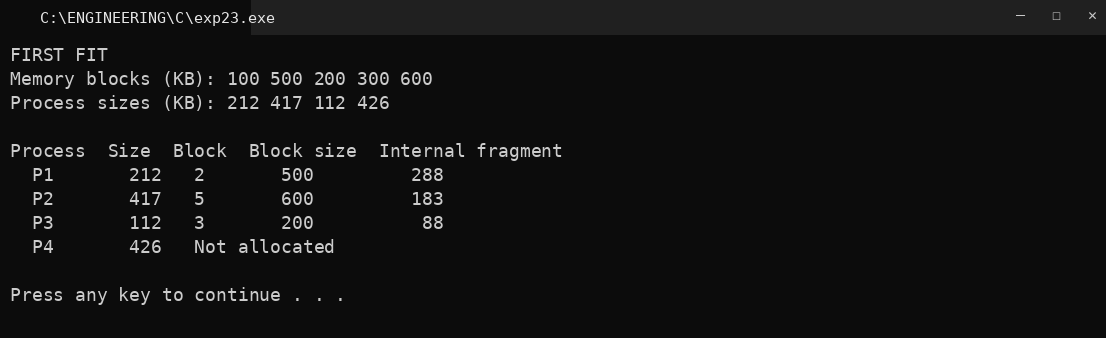 C:\ENGINEERING\C\exp23.exe
FIRST FIT
Memory blocks (KB): 100 500 200 300 600
Process sizes (KB): 212 417 112 426
Process  Size  Block  Block size  Internal fragment
  P1       212   2       500         288
  P2       417   5       600         183
  P3       112   3       200          88
  P4       426   Not allocated
Press any key to continue . . .